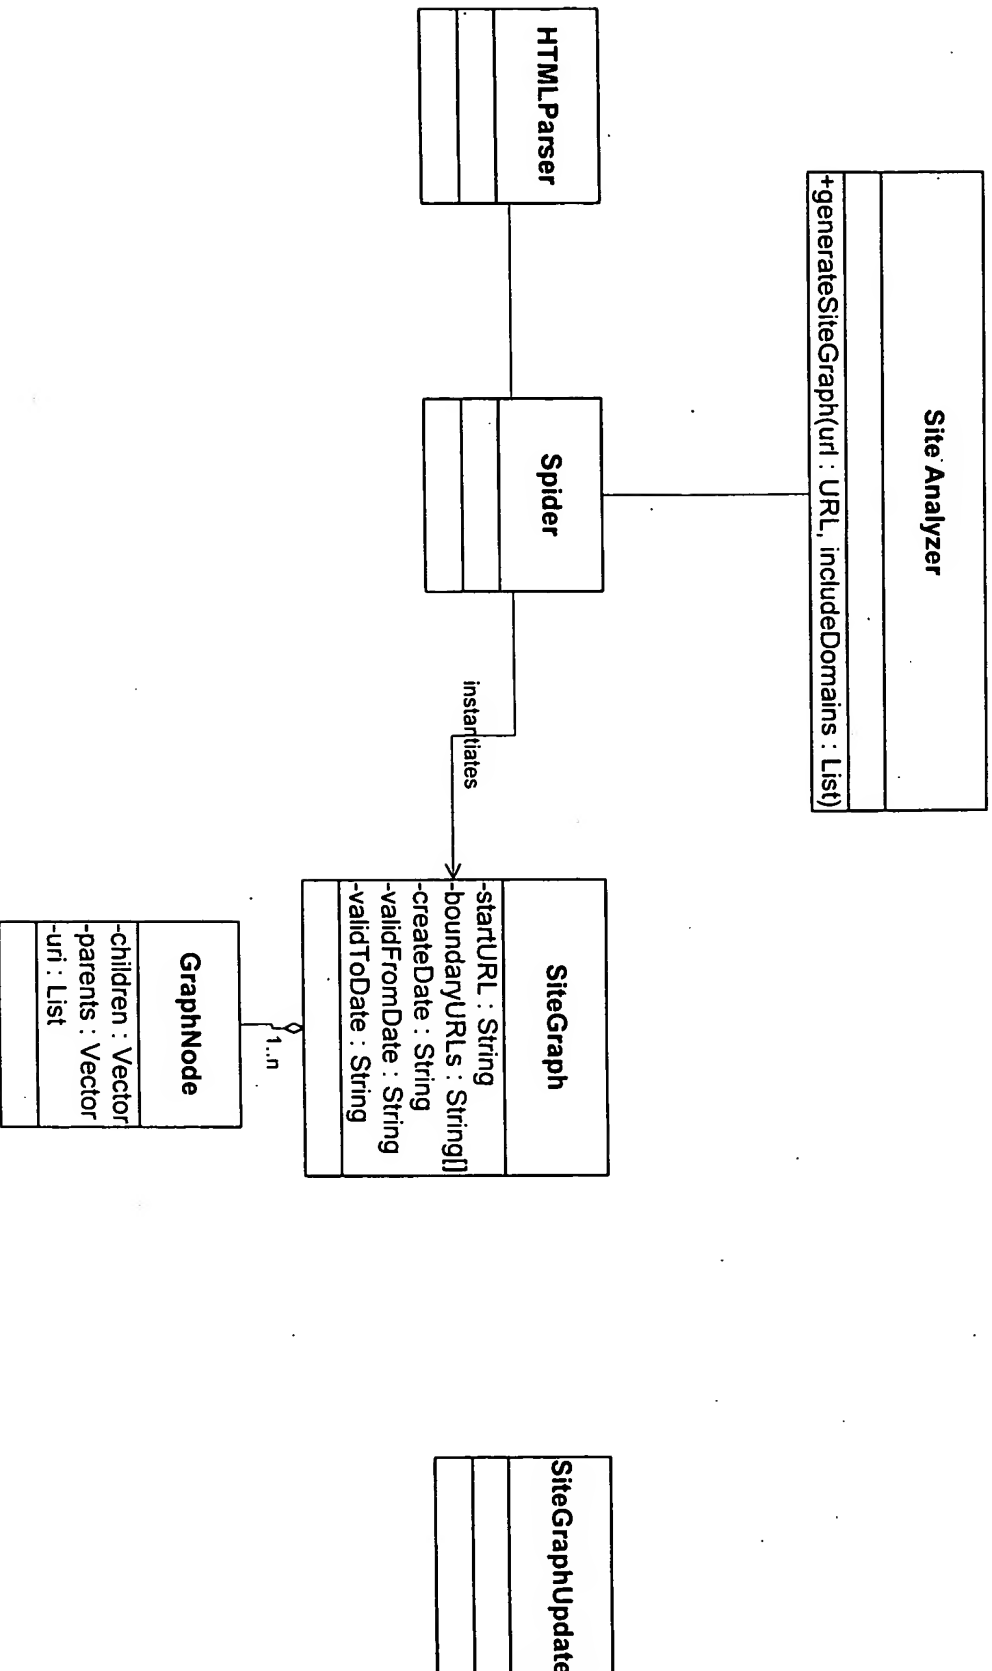 Site Analyzer
+generateSiteGraph(url : URL, includeDomains : List)
HTMLParser
Spider
instantiates
SiteGraph
-startURL : String
-boundaryURLs : String[]
-createDate : String
-validFromDate : String
-validToDate : String
1..n
GraphNode
-children : Vector
-parents : Vector
-uri : List
SiteGraphUpdate